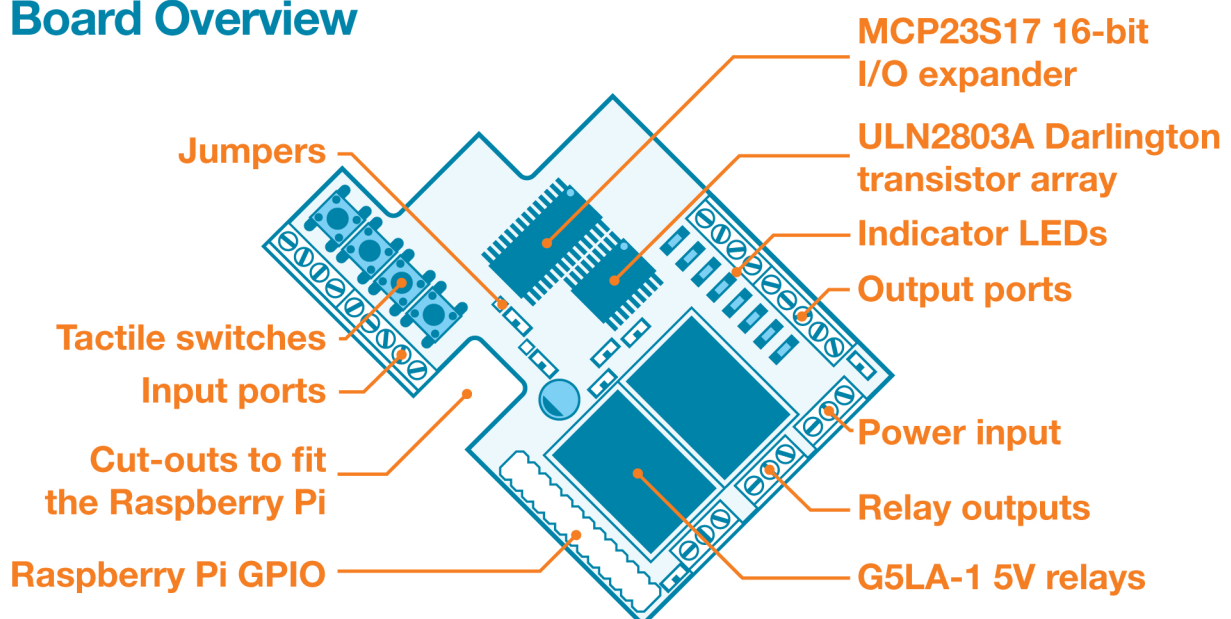 Board Overview
MCP23S17 16-bit
I/O expander
Jumpers
ULN2803A Darlington
transistor array
Indicator LEDs
Output ports
Tactile switches
Input ports
Power input
Cut-outs to fit
the Raspberry Pi
Relay outputs
Raspberry Pi GPIO
G5LA-1 5V relays